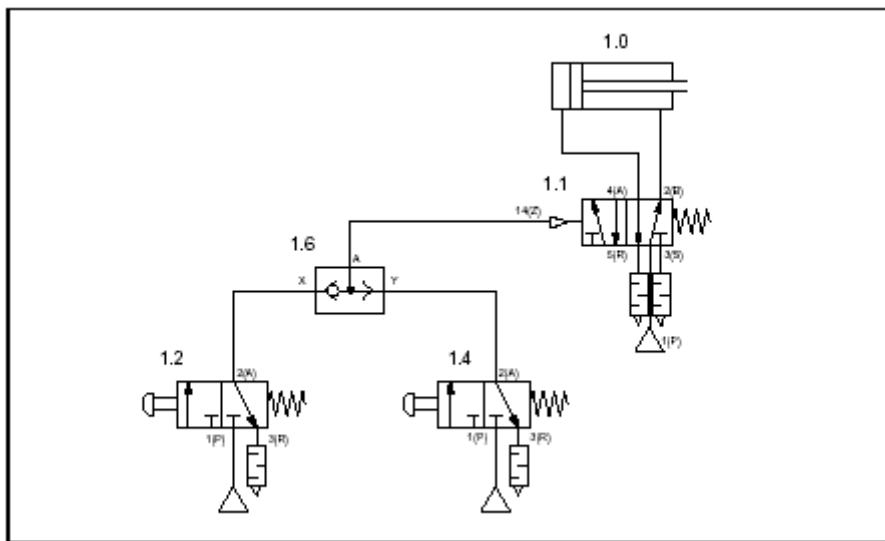 1.0
1.1
4(A)
2(B)
14(Z)
5(R)
3(S)
1(P)
1.6
A
X
Y
1.2
2(A)
1(P)
3(R)
1.4
2(A)
1(P)
3(R)